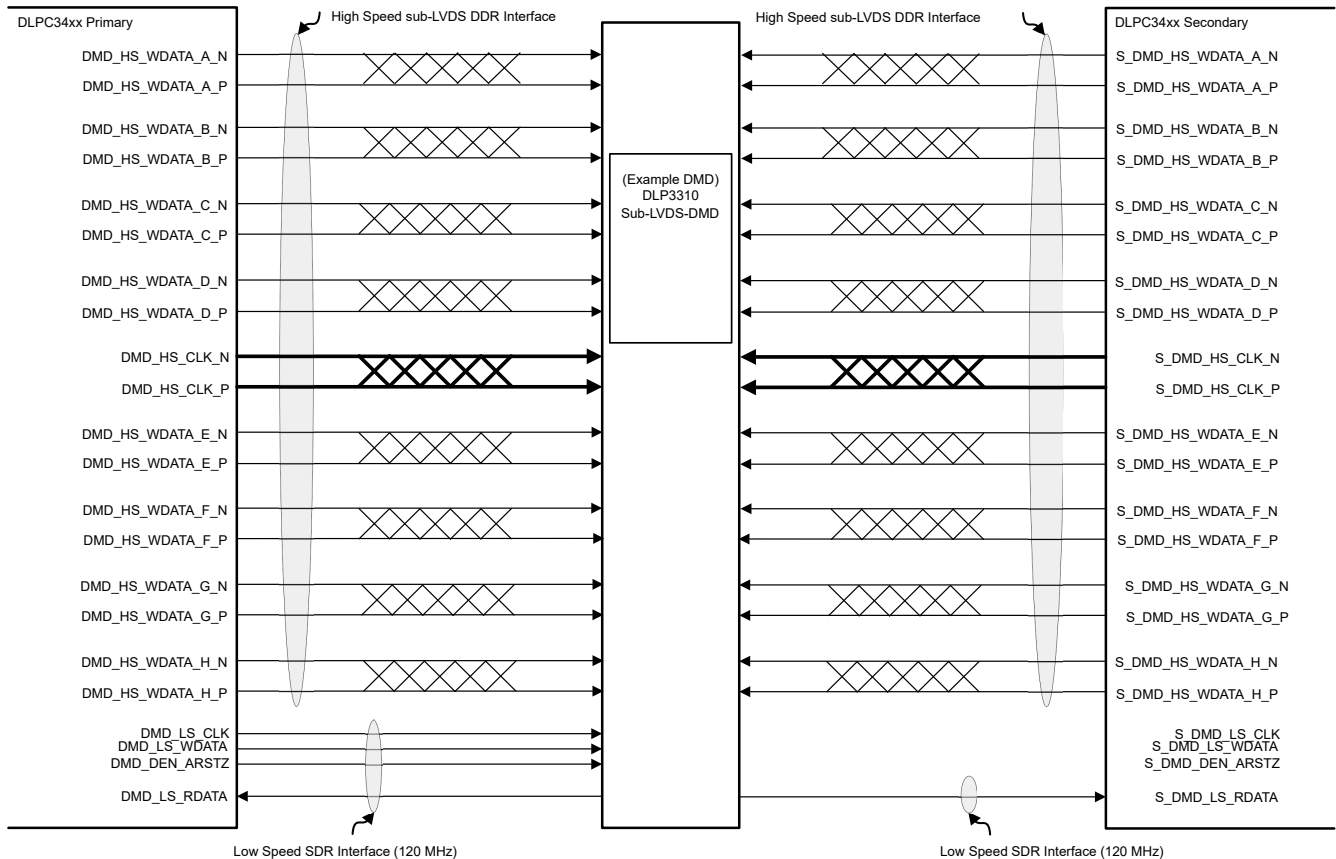 High Speed sub-LVDS DDR Interface
High Speed sub-LVDS DDR Interface
DLPC34xx Primary
DMD_HS_WDATA_A_N
DMD_HS_WDATA_A_P
DMD_HS_WDATA_B_N
DMD_HS_WDATA_B_P
DMD_HS_WDATA_C_N
DMD_HS_WDATA_C_P
DMD_HS_WDATA_D_N
DMD_HS_WDATA_D_P
DMD_HS_CLK_N
DMD_HS_CLK_P
DMD_HS_WDATA_E_N
DMD_HS_WDATA_E_P
DMD_HS_WDATA_F_N
DMD_HS_WDATA_F_P
DMD_HS_WDATA_G_N
DMD_HS_WDATA_G_P
DMD_HS_WDATA_H_N
DMD_HS_WDATA_H_P
DMD_LS_CLK
DMD_LS_WDATA
DMD_DEN_ARSTZ
DMD_LS_RDATA
(Example DMD)
DLP3310
Sub-LVDS-DMD
DLPC34xx Secondary
S_DMD_HS_WDATA_A_N
S_DMD_HS_WDATA_A_P
S_DMD_HS_WDATA_B_N
S_DMD_HS_WDATA_B_P
S_DMD_HS_WDATA_C_N
S_DMD_HS_WDATA_C_P
S_DMD_HS_WDATA_D_N
S_DMD_HS_WDATA_D_P
S_DMD_HS_CLK_N
S_DMD_HS_CLK_P
S_DMD_HS_WDATA_E_N
S_DMD_HS_WDATA_E_P
S_DMD_HS_WDATA_F_N
S_DMD_HS_WDATA_F_P
S_DMD_HS_WDATA_G_N
S_DMD_HS_WDATA_G_P
S_DMD_HS_WDATA_H_N
S_DMD_HS_WDATA_H_P
S_DMD_LS_CLK
S_DMD_LS_WDATA
S_DMD_DEN_ARSTZ
S_DMD_LS_RDATA
Low Speed SDR Interface (120 MHz)
Low Speed SDR Interface (120 MHz)